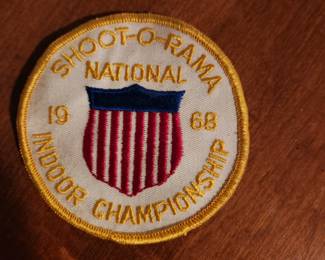 SHOOT-O-RAMA
NATIONAL
19 68
INDOOR CHAMPIONSHIP